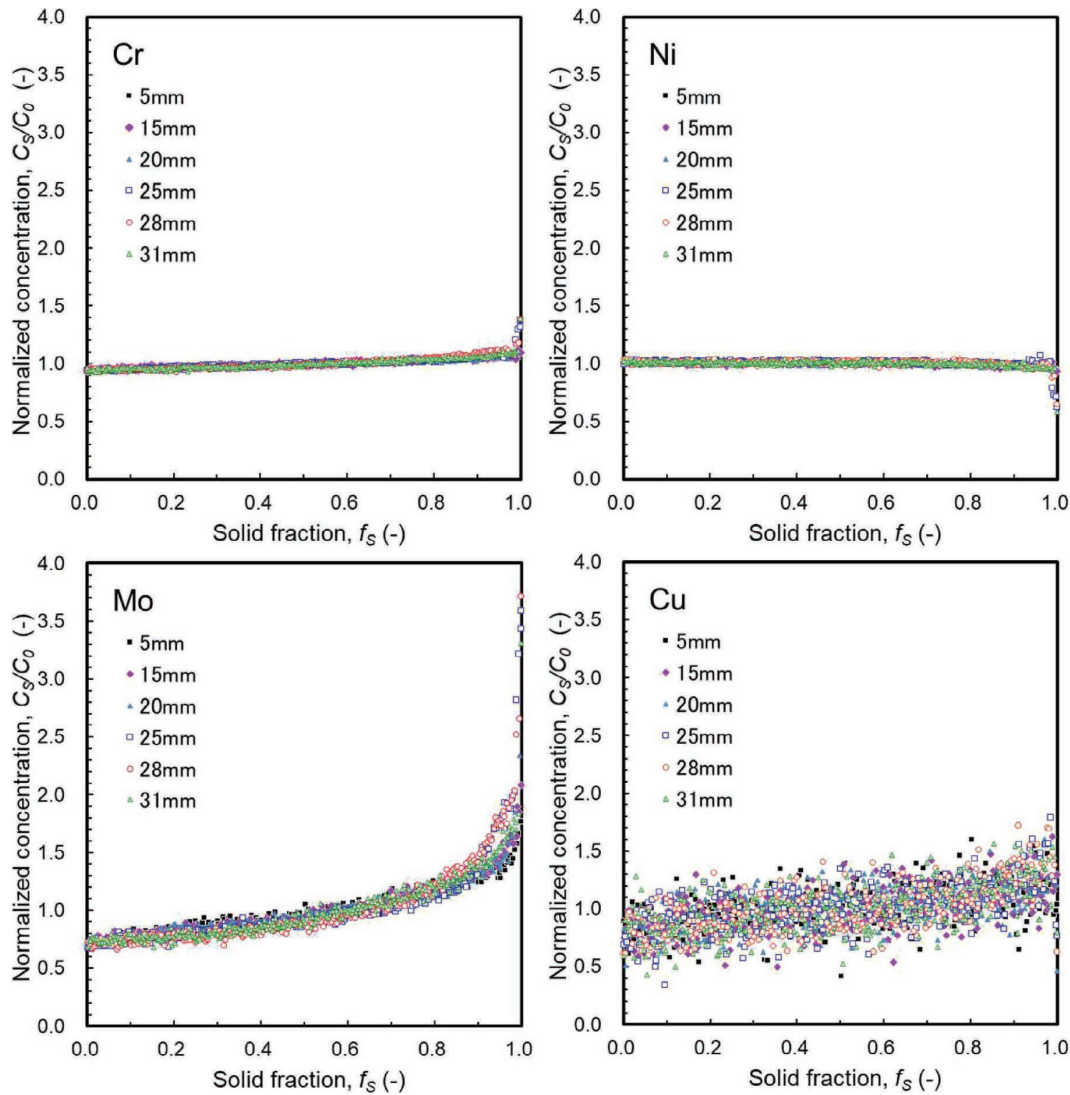 Cr
5mm
15mm
20mm
25mm
28mm
31mm
Normalized concentration, CS/C0 (-)
4.0
3.5
3.0
2.5
2.0
1.5
1.0
0.5
0.0
0.0 0.2 0.4 0.6 0.8 1.0
Solid fraction, fS (-)
Ni
5mm
15mm
20mm
25mm
28mm
31mm
Normalized concentration, CS/C0 (-)
4.0
3.5
3.0
2.5
2.0
1.5
1.0
0.5
0.0
0.0 0.2 0.4 0.6 0.8 1.0
Solid fraction, fS (-)
Mo
5mm
15mm
20mm
25mm
28mm
31mm
Normalized concentration, CS/C0 (-)
4.0
3.5
3.0
2.5
2.0
1.5
1.0
0.5
0.0
0.0 0.2 0.4 0.6 0.8 1.0
Solid fraction, fS (-)
Cu
5mm
15mm
20mm
25mm
28mm
31mm
Normalized concentration, CS/C0 (-)
4.0
3.5
3.0
2.5
2.0
1.5
1.0
0.5
0.0
0.0 0.2 0.4 0.6 0.8 1.0
Solid fraction, fS (-)